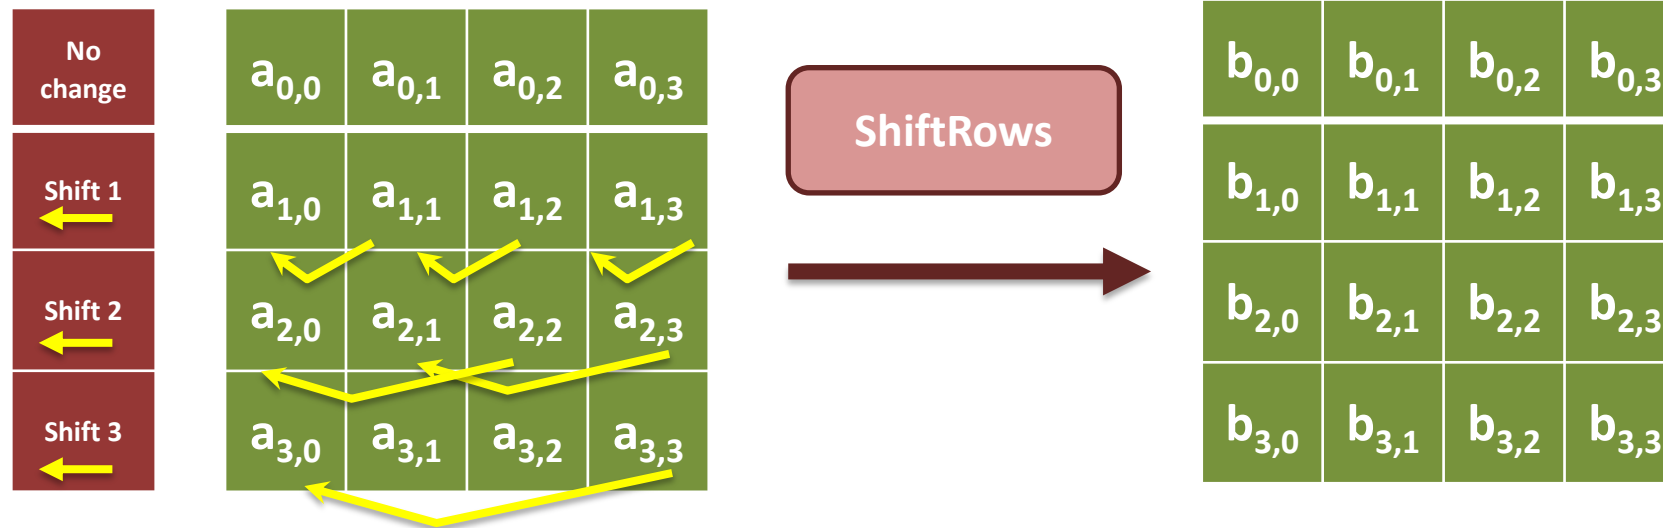 No
change
a0,0 a0,1 a0,2 a0,3
Shift 1
a1,0 a1,1 a1,2 a1,3
Shift 2
a2,0 a2,1 a2,2 a2,3
Shift 3
a3,0 a3,1 a3,2 a3,3
ShiftRows
b0,0 b0,1 b0,2 b0,3
b1,0 b1,1 b1,2 b1,3
b2,0 b2,1 b2,2 b2,3
b3,0 b3,1 b3,2 b3,3